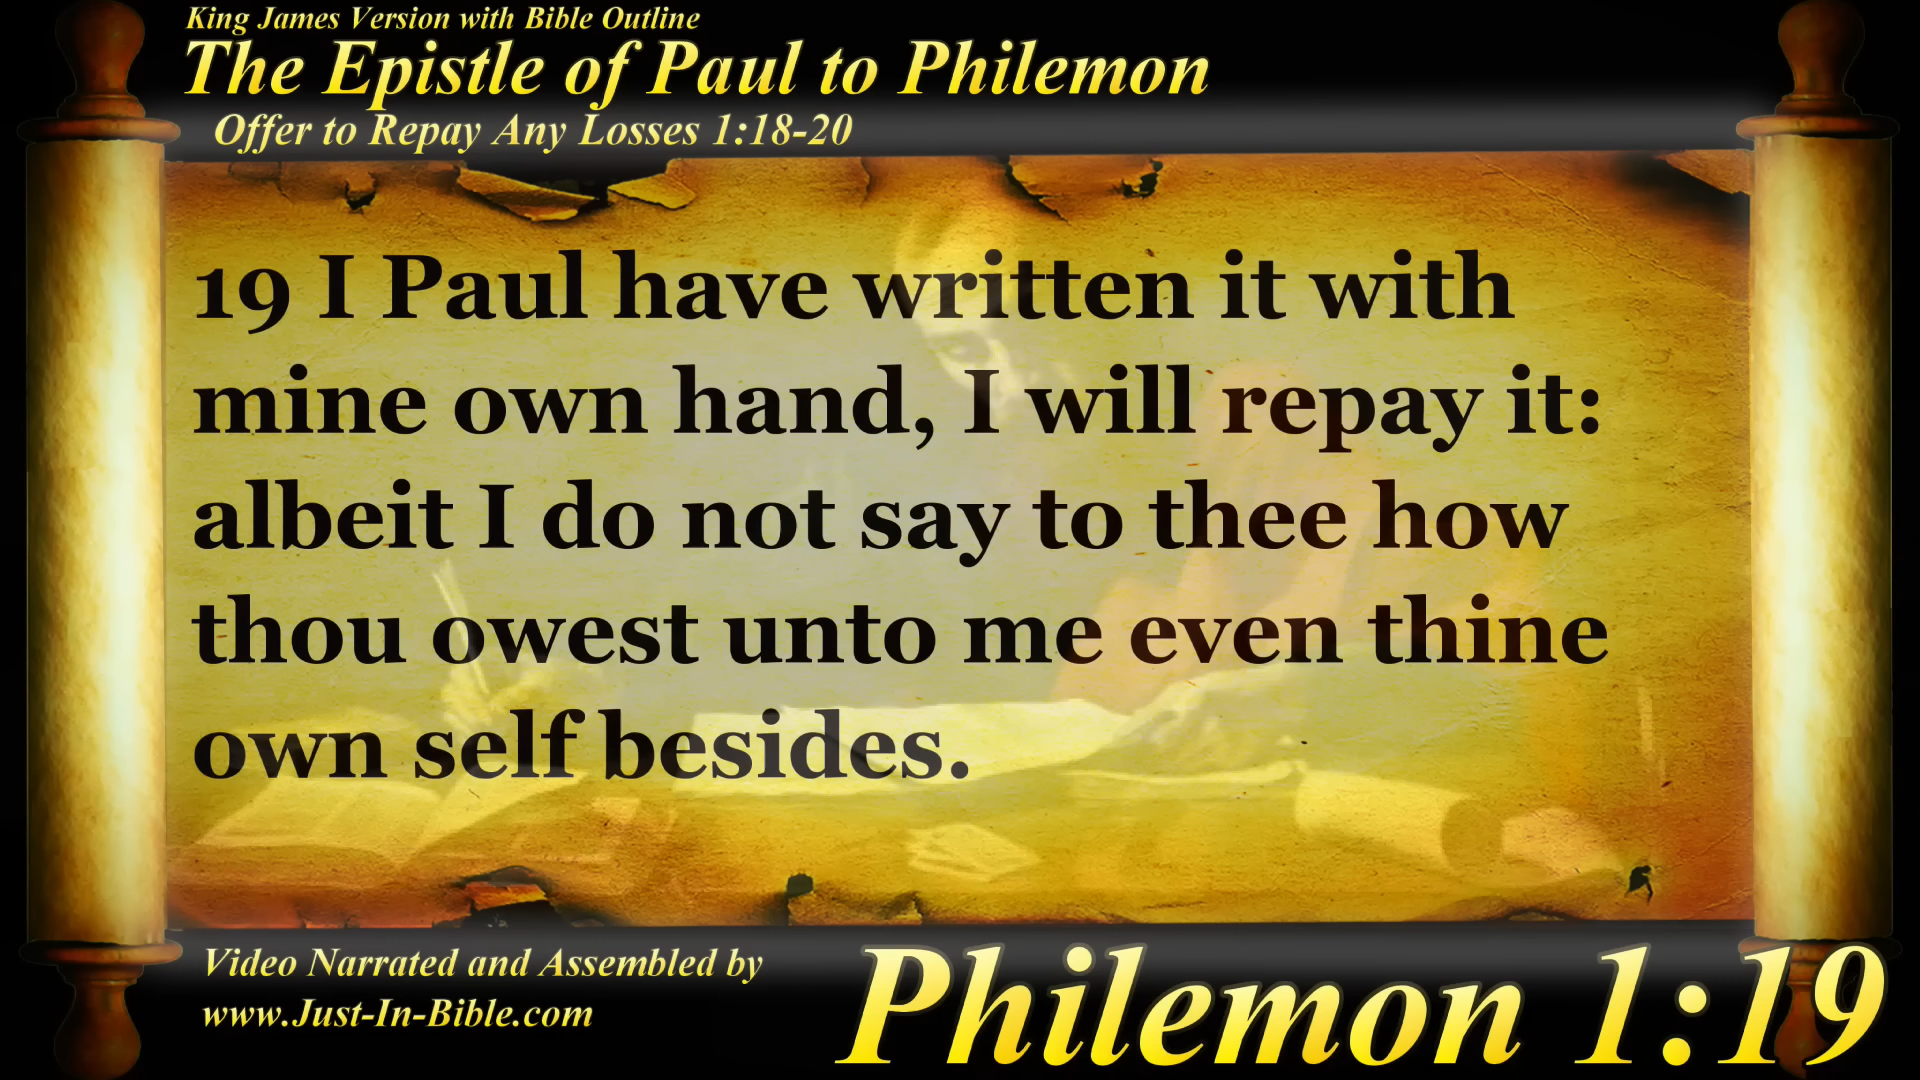 King James Version with Bible Outline
The Epistle of Paul to Philemon
Offer to Repay Any Losses 1:18-20
19 I Paul have written it with
mine own hand, I will repay it:
albeit I do not say to thee how
thou owest unto me even thine
own self besides.
Video Narrated and Assembled by
www.Just-In-Bible.com
Philemon 1:19